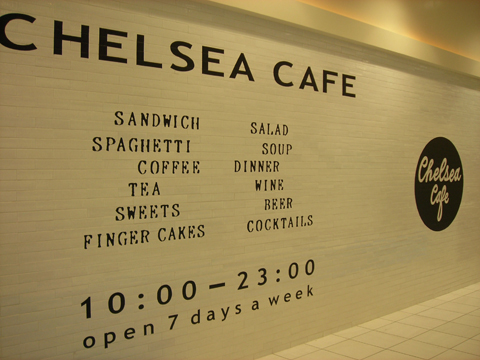 CHELSEA CAFE
SANDWICH
SPAGHETTI
COFFEE
TEA
SWEETS
FINGER CAKES
SALAD
SOUP
DINNER
WINE
BEER
COCKTAILS
10:00－23:00
open 7 days a week
Chelsea
Cafe